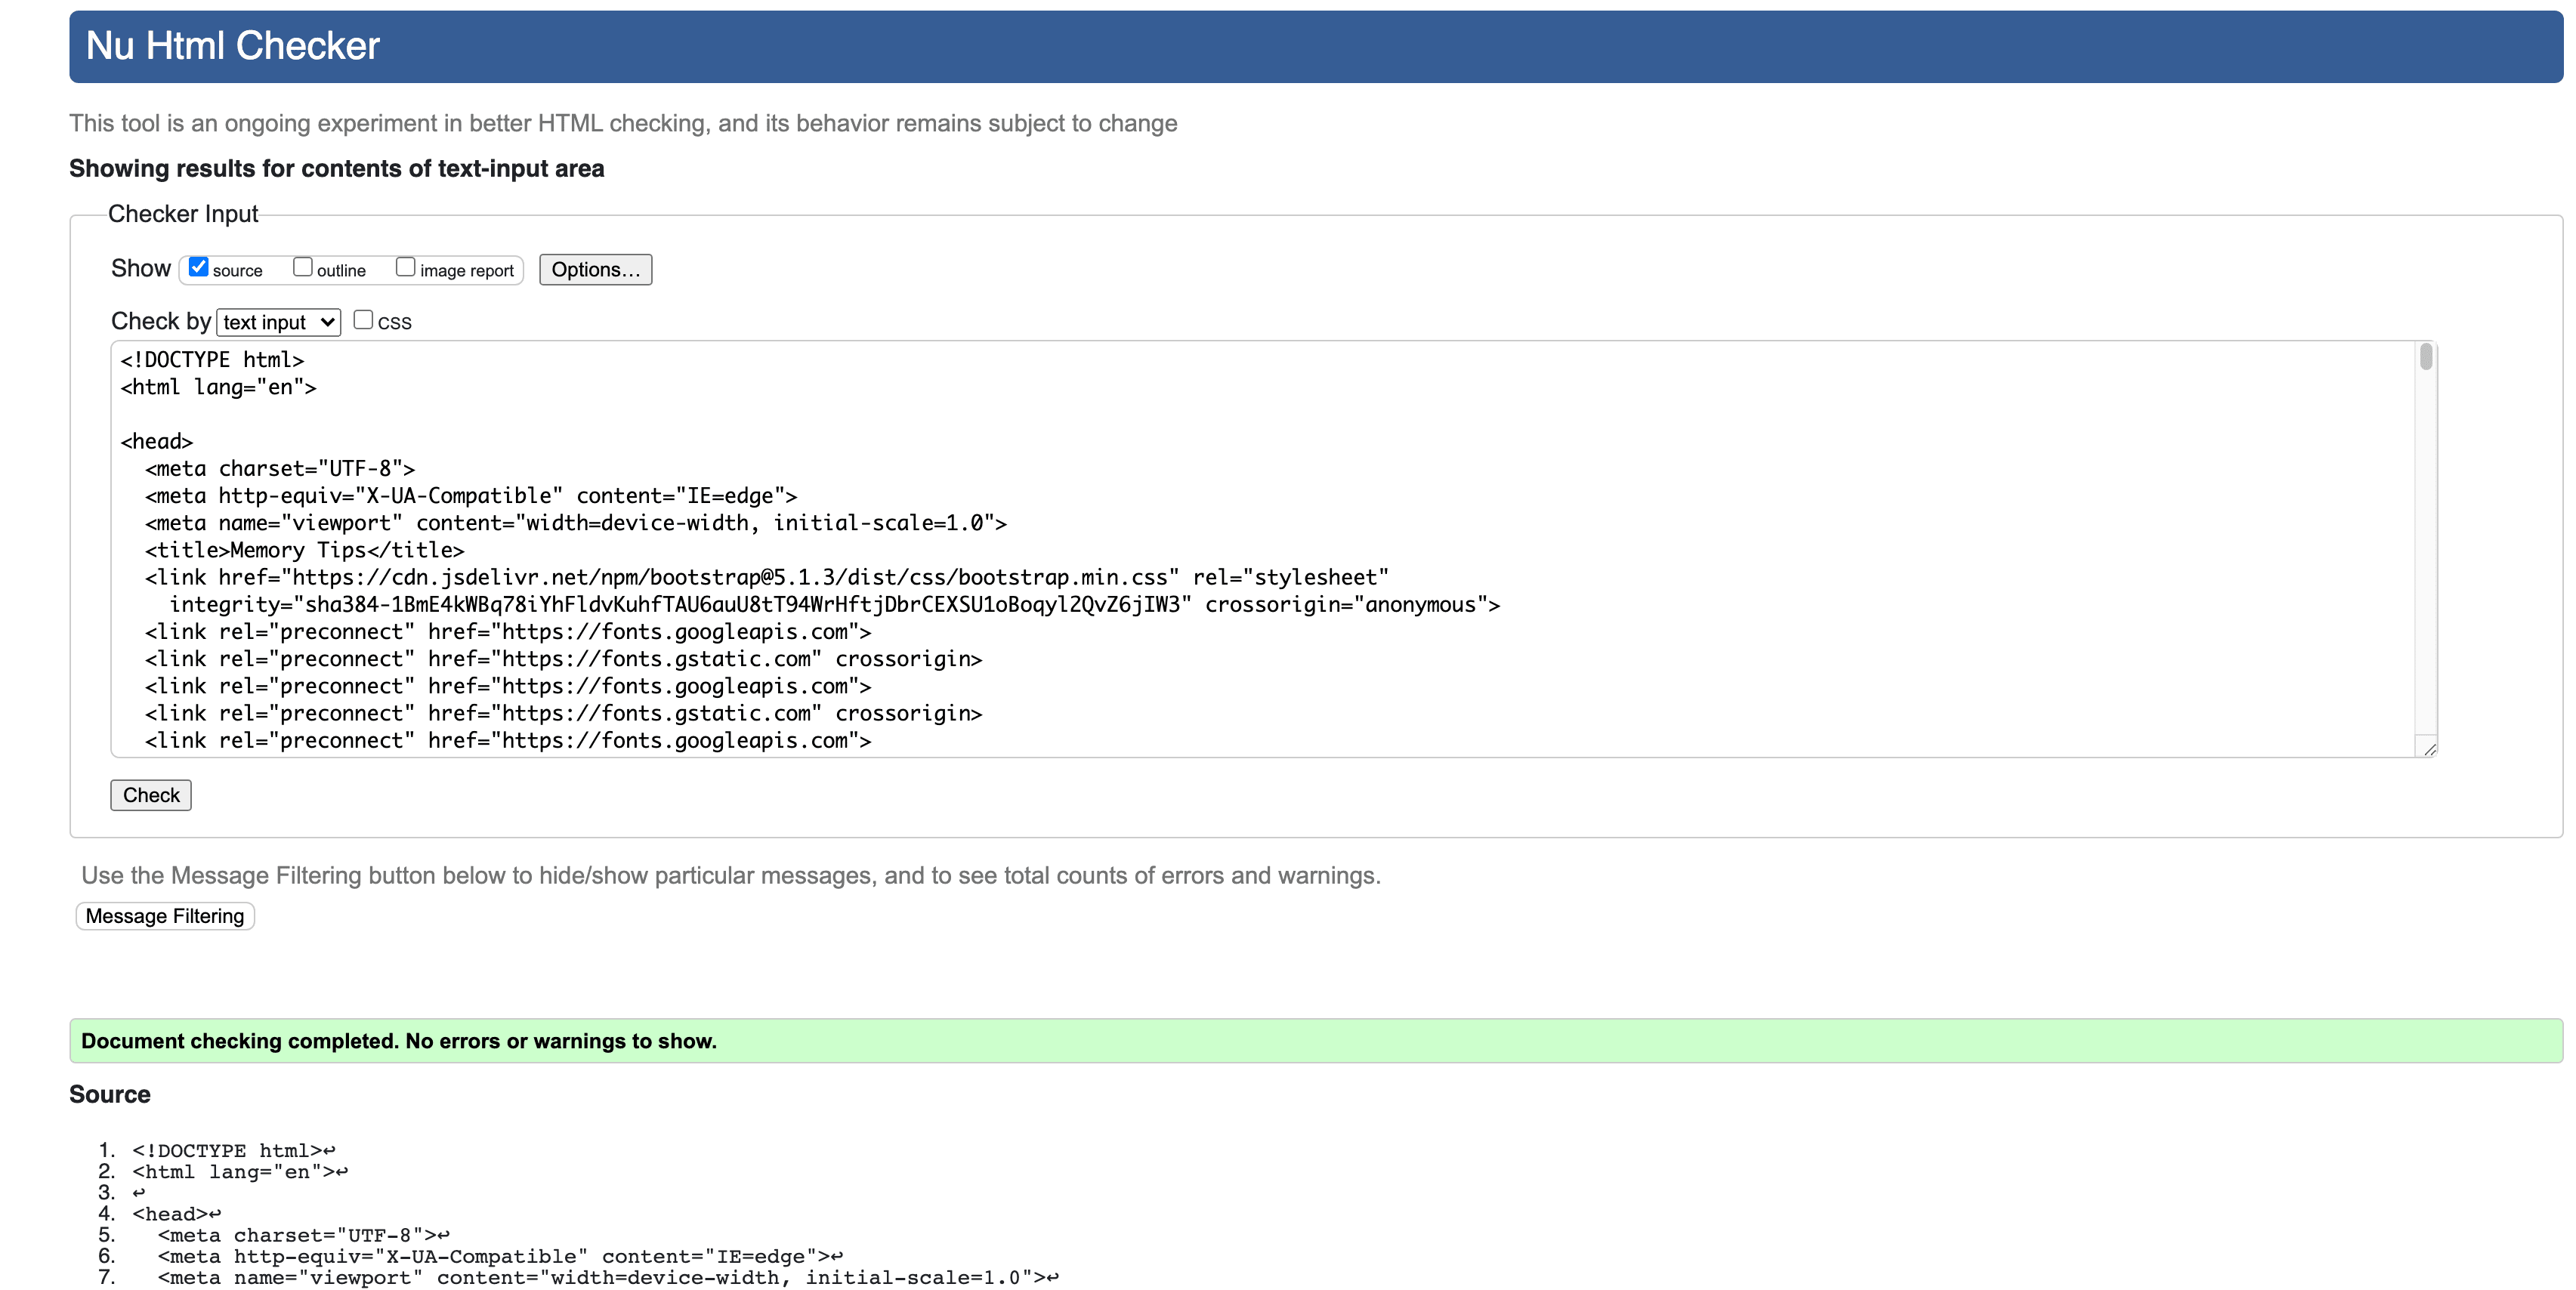 Nu Html Checker
This tool is an ongoing experiment in better HTML checking, and its behavior remains subject to change
Showing results for contents of text-input area
Checker Input
Show source outline image report Options...
Check by text input CSS
<!DOCTYPE html>
<html lang="en">
<head>
<meta charset="UTF-8">
<meta http-equiv="X-UA-Compatible" content="IE=edge">
<meta name="viewport" content="width=device-width, initial-scale=1.0">
<title>Memory Tips</title>
<link href="https://cdn.jsdelivr.net/npm/bootstrap@5.1.3/dist/css/bootstrap.min.css" rel="stylesheet"
integrity="sha384-1BmE4kWBq78iYhFldvKuhfTAU6auU8tT94WrHftjDbrCEXSU1oBoqyl2QvZ6jIW3" crossorigin="anonymous">
<link rel="preconnect" href="https://fonts.googleapis.com">
<link rel="preconnect" href="https://fonts.gstatic.com" crossorigin>
<link rel="preconnect" href="https://fonts.googleapis.com">
<link rel="preconnect" href="https://fonts.gstatic.com" crossorigin>
<link rel="preconnect" href="https://fonts.googleapis.com">
Check
Use the Message Filtering button below to hide/show particular messages, and to see total counts of errors and warnings.
Message Filtering
Document checking completed. No errors or warnings to show.
Source
1. <!DOCTYPE html>↩
2. <html lang="en">↩
3. ↩
4. <head>↩
5. <meta charset="UTF-8">↩
6. <meta http-equiv="X-UA-Compatible" content="IE=edge">↩
7. <meta name="viewport" content="width=device-width, initial-scale=1.0">↩